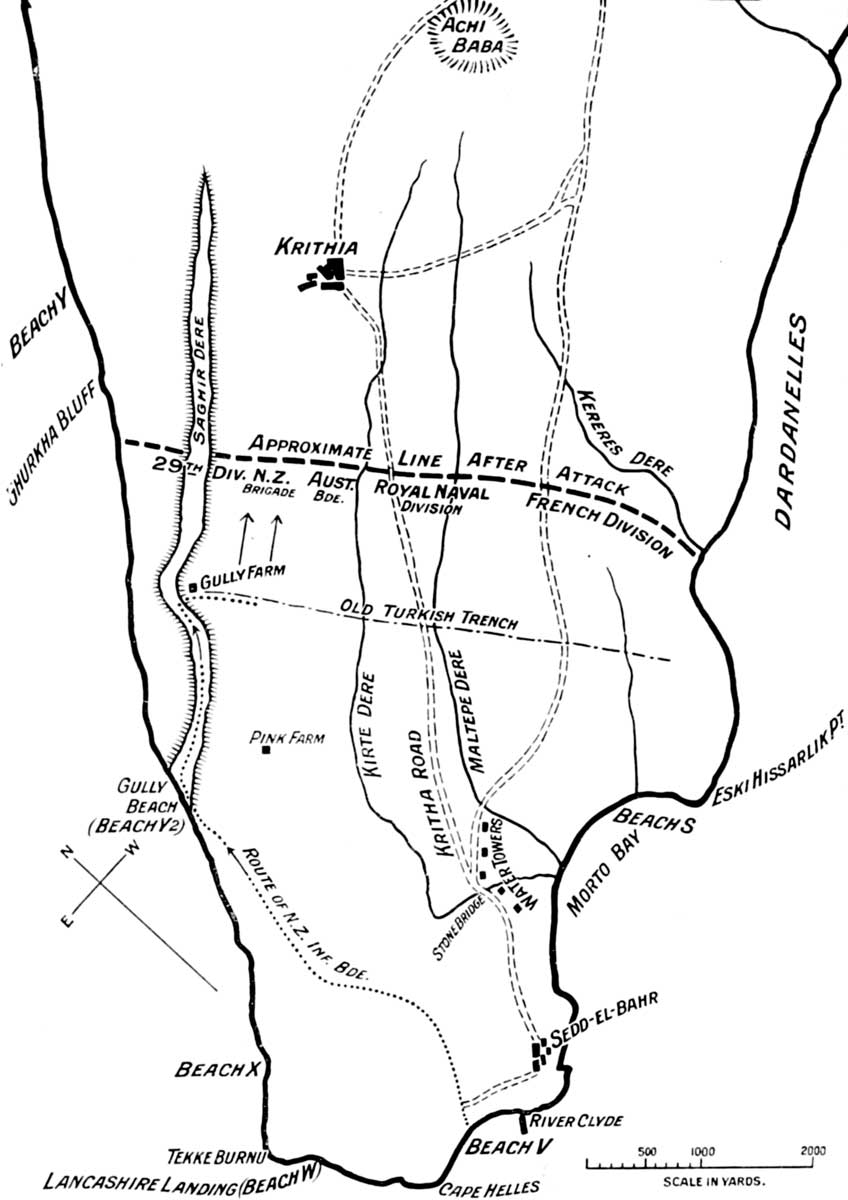 ACHI
BABA
KRITHIA
BEACH Y
SAGHIR DERE
GHURKHA BLUFF
KERERES DERE
DARDANELLES
APPROXIMATE LINE AFTER ATTACK
29TH DIV. N.Z.
BRIGADE
AUST.
BDE.
ROYAL NAVAL
DIVISION
FRENCH DIVISION
GULLY FARM
OLD TURKISH TRENCH
PINK FARM
KIRTE DERE
KRITHA ROAD
MALTEPE DERE
GULLY
BEACH
(BEACH Y2)
ESKI HISSARLIK PT
BEACH S
MORTO BAY
WATER TOWERS
STONE BRIDGE
N
W
E
ROUTE OF N.Z. INF. BDE.
SEDD-EL-BAHR
BEACH X
RIVER CLYDE
BEACH V
TEKKE BURNU
LANCASHIRE LANDING (BEACH W)
CAPE HELLES
500 1000 2000
SCALE IN YARDS.